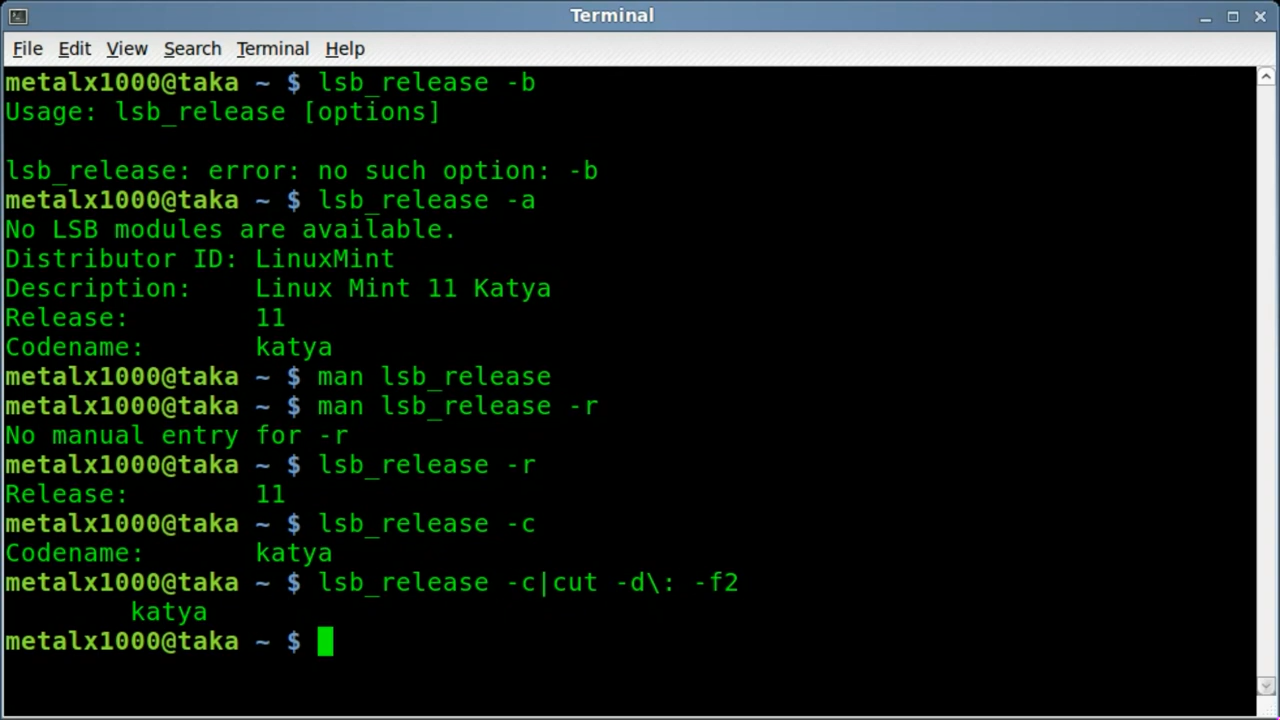 Terminal
File Edit View Search Terminal Help
metalx1000@taka ~ $ lsb_release -b
Usage: lsb_release [options]

lsb_release: error: no such option: -b
metalx1000@taka ~ $ lsb_release -a
No LSB modules are available.
Distributor ID: LinuxMint
Description:    Linux Mint 11 Katya
Release:        11
Codename:       katya
metalx1000@taka ~ $ man lsb_release
metalx1000@taka ~ $ man lsb_release -r
No manual entry for -r
metalx1000@taka ~ $ lsb_release -r
Release:        11
metalx1000@taka ~ $ lsb_release -c
Codename:       katya
metalx1000@taka ~ $ lsb_release -c|cut -d\: -f2
        katya
metalx1000@taka ~ $